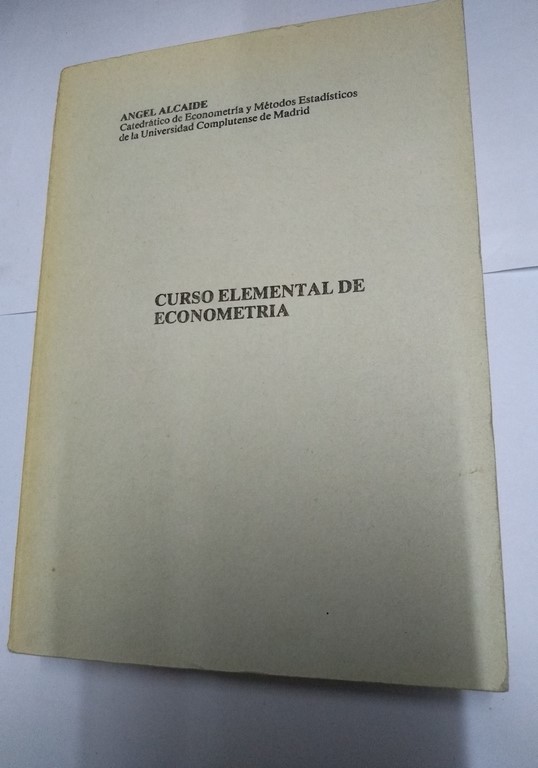 ANGEL ALCAIDE
Catedrático de Econometría y Métodos Estadísticos
de la Universidad Complutense de Madrid
CURSO ELEMENTAL DE
ECONOMETRIA